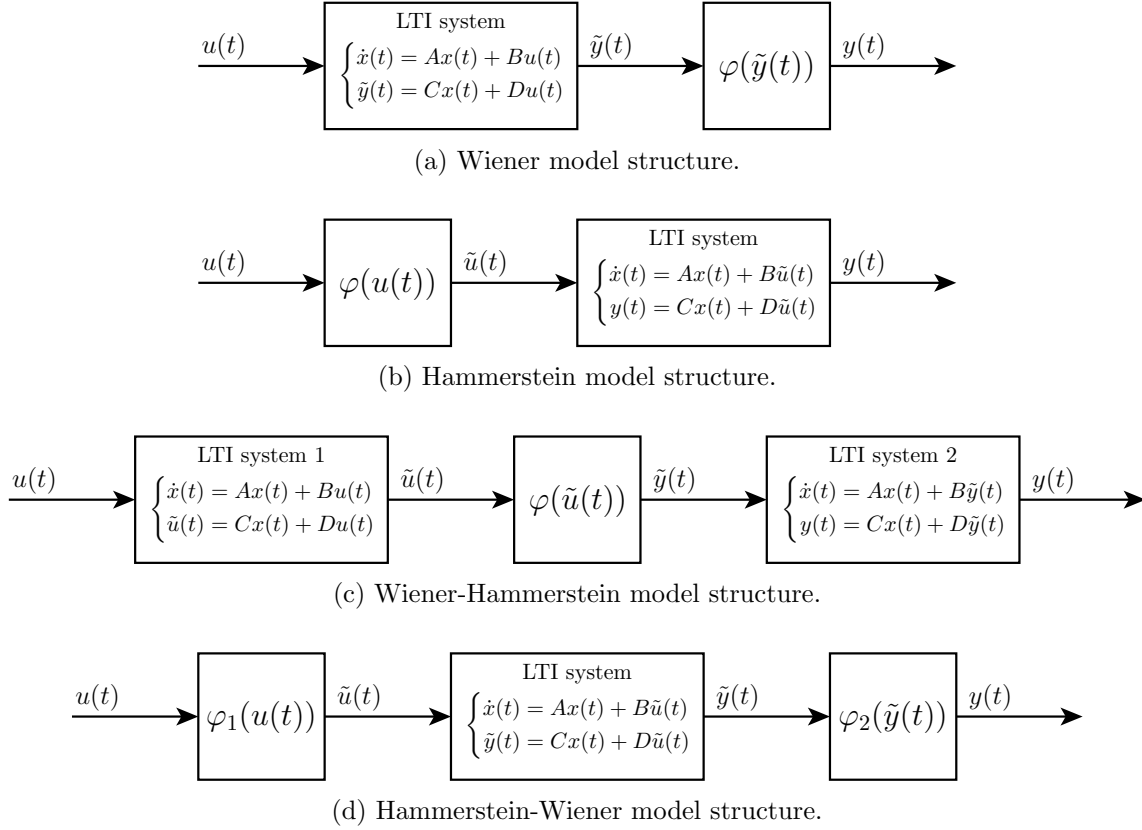 LTI system
u(t) ẋ(t) = Ax(t) + Bu(t) ỹ(t) φ(ỹ(t)) y(t)
ỹ(t) = Cx(t) + Du(t)
(a) Wiener model structure.
LTI system
u(t) φ(u(t)) ũ(t) ẋ(t) = Ax(t) + Bũ(t) y(t)
y(t) = Cx(t) + Dũ(t)
(b) Hammerstein model structure.
LTI system 1 LTI system 2
u(t) ẋ(t) = Ax(t) + Bu(t) ũ(t) φ(ũ(t)) ỹ(t) ẋ(t) = Ax(t) + Bỹ(t) y(t)
ũ(t) = Cx(t) + Du(t) y(t) = Cx(t) + Dỹ(t)
(c) Wiener-Hammerstein model structure.
LTI system
u(t) φ₁(u(t)) ũ(t) ẋ(t) = Ax(t) + Bũ(t) ỹ(t) φ₂(ỹ(t)) y(t)
ỹ(t) = Cx(t) + Dũ(t)
(d) Hammerstein-Wiener model structure.